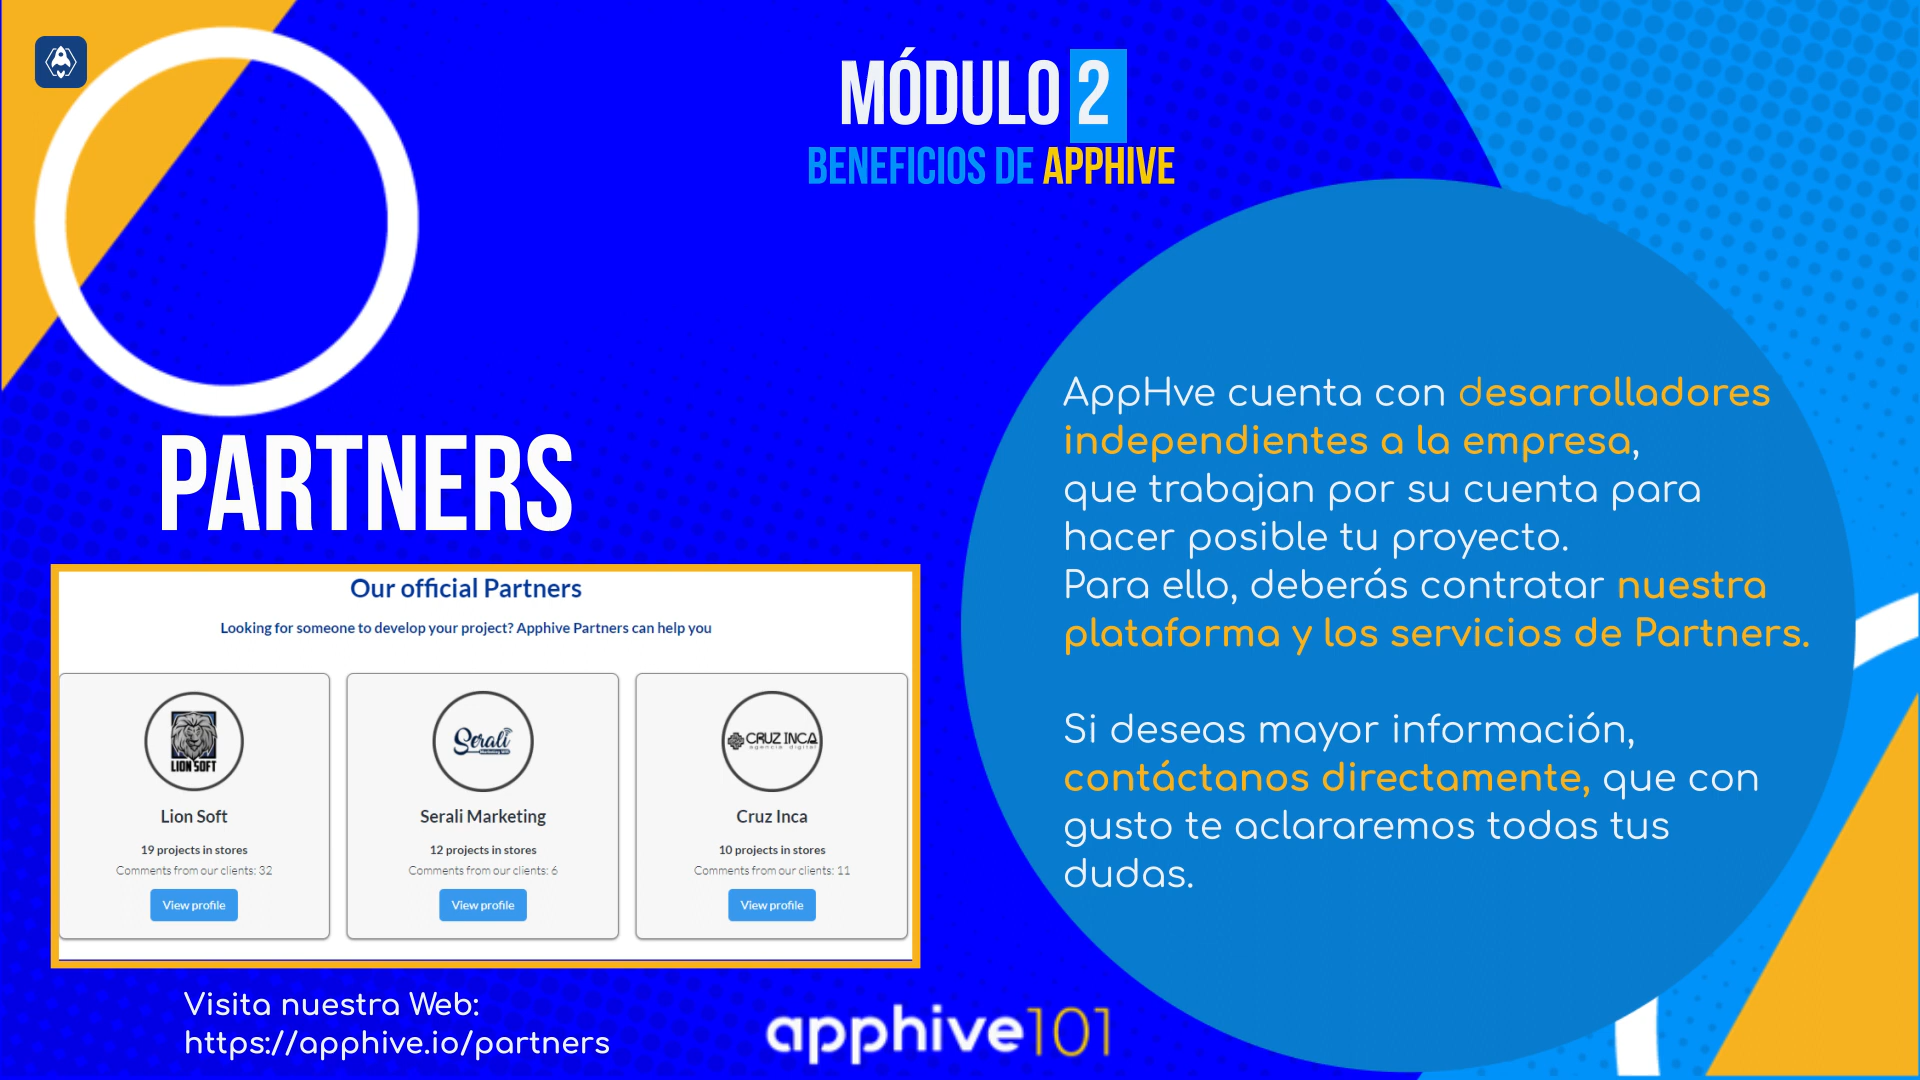 MÓDULO 2
BENEFICIOS DE APPHIVE
PARTNERS
Our official Partners
Looking for someone to develop your project? Apphive Partners can help you
LION SOFT
Lion Soft
19 projects in stores
Comments from our clients: 32
View profile
Serali
Marketing
Serali Marketing
12 projects in stores
Comments from our clients: 6
View profile
CRUZ INCA
agencia digital
Cruz Inca
10 projects in stores
Comments from our clients: 11
View profile
Visita nuestra Web:
https://apphive.io/partners
AppHve cuenta con desarrolladores
independientes a la empresa,
que trabajan por su cuenta para
hacer posible tu proyecto.
Para ello, deberás contratar nuestra
plataforma y los servicios de Partners.
Si deseas mayor información,
contáctanos directamente, que con
gusto te aclararemos todas tus
dudas.
apphive101